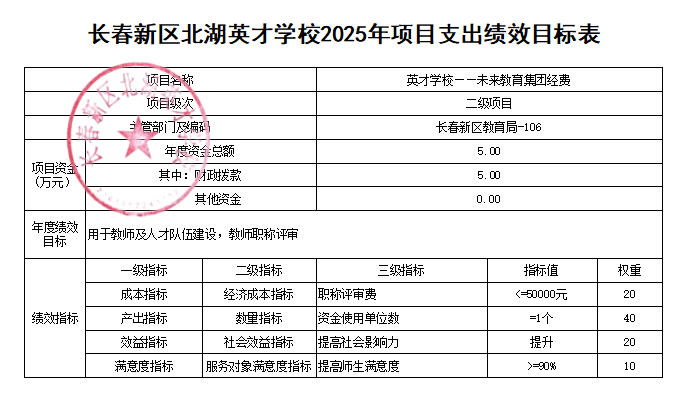 长春新区北湖英才学校2025年项目支出绩效目标表
项目名称 英才学校——未来教育集团经费
项目级次 二级项目
主管部门及编码 长春新区教育局-106
项目资金（万元） 年度资金总额 5.00
其中：财政拨款 5.00
其他资金 0.00
年度绩效目标 用于教师及人才队伍建设，教师职称评审
绩效指标 一级指标 二级指标 三级指标 指标值 权重
成本指标 经济成本指标 职称评审费 <=50000元 20
产出指标 数量指标 资金使用单位数 =1个 40
效益指标 社会效益指标 提高社会影响力 提升 20
满意度指标 服务对象满意度指标 提高师生满意度 >=90% 10
长春新区北湖英才学校